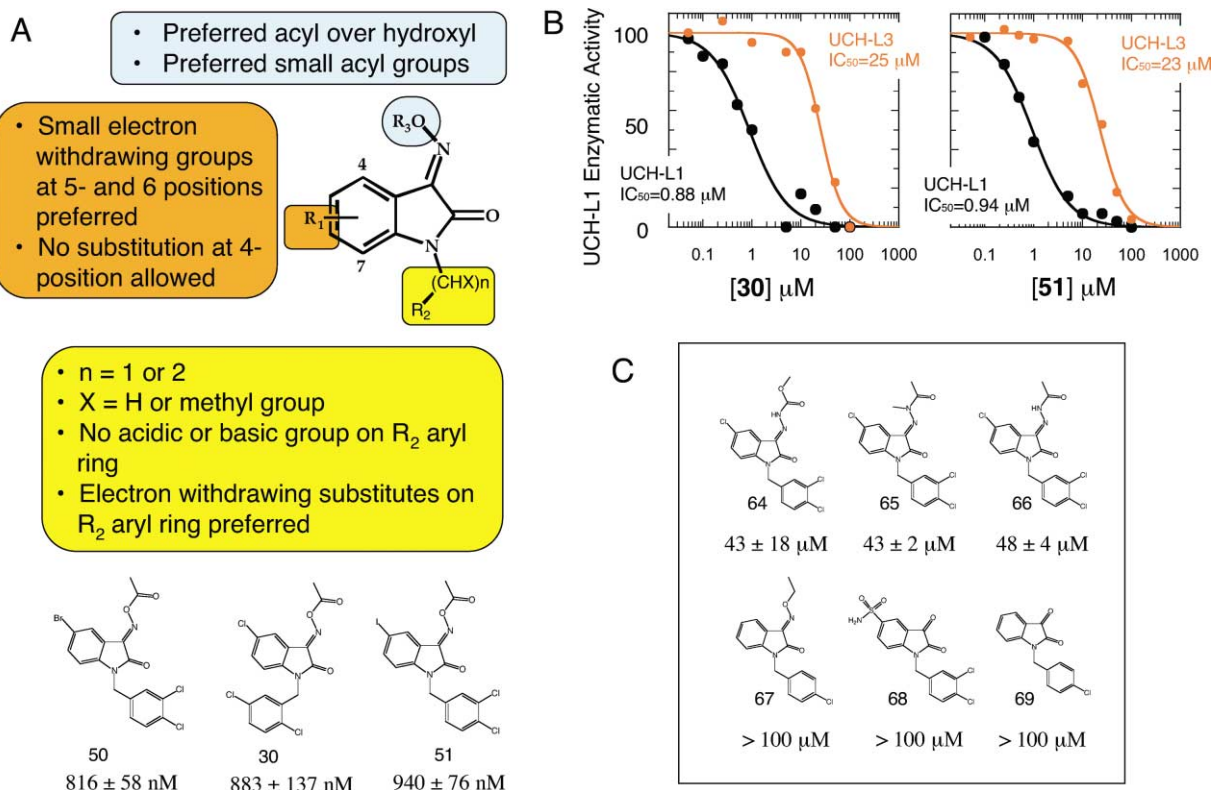 A
• Preferred acyl over hydroxyl
• Preferred small acyl groups
• Small electron
withdrawing groups
at 5- and 6 positions
preferred
• No substitution at 4-
position allowed
R3O
N
4
R1
O
N
7
(CHX)n
R2
• n = 1 or 2
• X = H or methyl group
• No acidic or basic group on R2 aryl
ring
• Electron withdrawing substitutes on
R2 aryl ring preferred
O
O
Br
N
O
N
Cl
Cl
50
816 ± 58 nM
O
O
Cl
N
O
N
Cl
Cl
30
883 ± 137 nM
O
O
I
N
O
N
Cl
Cl
51
940 ± 76 nM
B
UCH-L1 Enzymatic Activity
100
50
0
UCH-L3
IC50=25 µM
UCH-L1
IC50=0.88 µM
0.1 1 10 100 1000
[30] µM
UCH-L3
IC50=23 µM
UCH-L1
IC50=0.94 µM
0.1 1 10 100 1000
[51] µM
C
O
O
HN
N
Cl
O
N
Cl
Cl
64
43 ± 18 µM
O
N
N
Cl
O
N
Cl
Cl
65
43 ± 2 µM
O
HN
N
Cl
O
N
Cl
Cl
66
48 ± 4 µM
O
N
O
N
Cl
67
> 100 µM
O
O
S
H2N
O
O
N
Cl
Cl
68
> 100 µM
O
O
N
Cl
69
> 100 µM